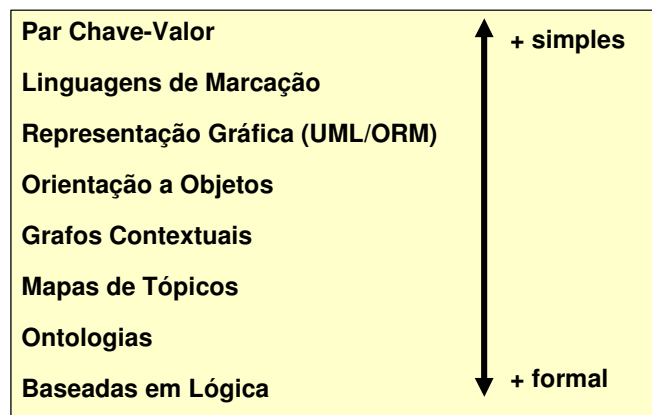 Par Chave-Valor
+ simples
Linguagens de Marcação
Representação Gráfica (UML/ORM)
Orientação a Objetos
Grafos Contextuais
Mapas de Tópicos
Ontologias
Baseadas em Lógica
+ formal